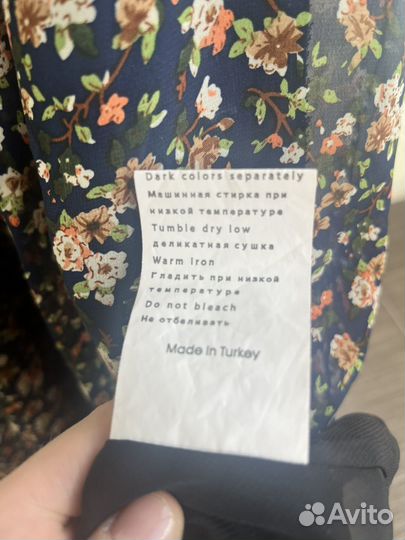 Dark colors separately
Машинная стирка при
низкой температуре
Tumble dry low
деликатная сушка
Warm Iron
Гладить при низкой
температуре
Do not bleach
Не отбеливать
Made in Turkey
Avito